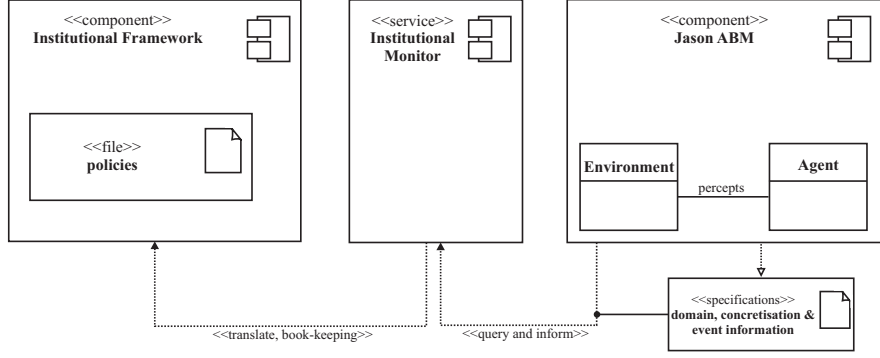 <<component>>
Institutional Framework
<<file>>
policies
<<service>>
Institutional
Monitor
<<component>>
Jason ABM
Environment
percepts
Agent
<<translate, book-keeping>>
<<query and inform>>
<<specifications>>
domain, concretisation &
event information